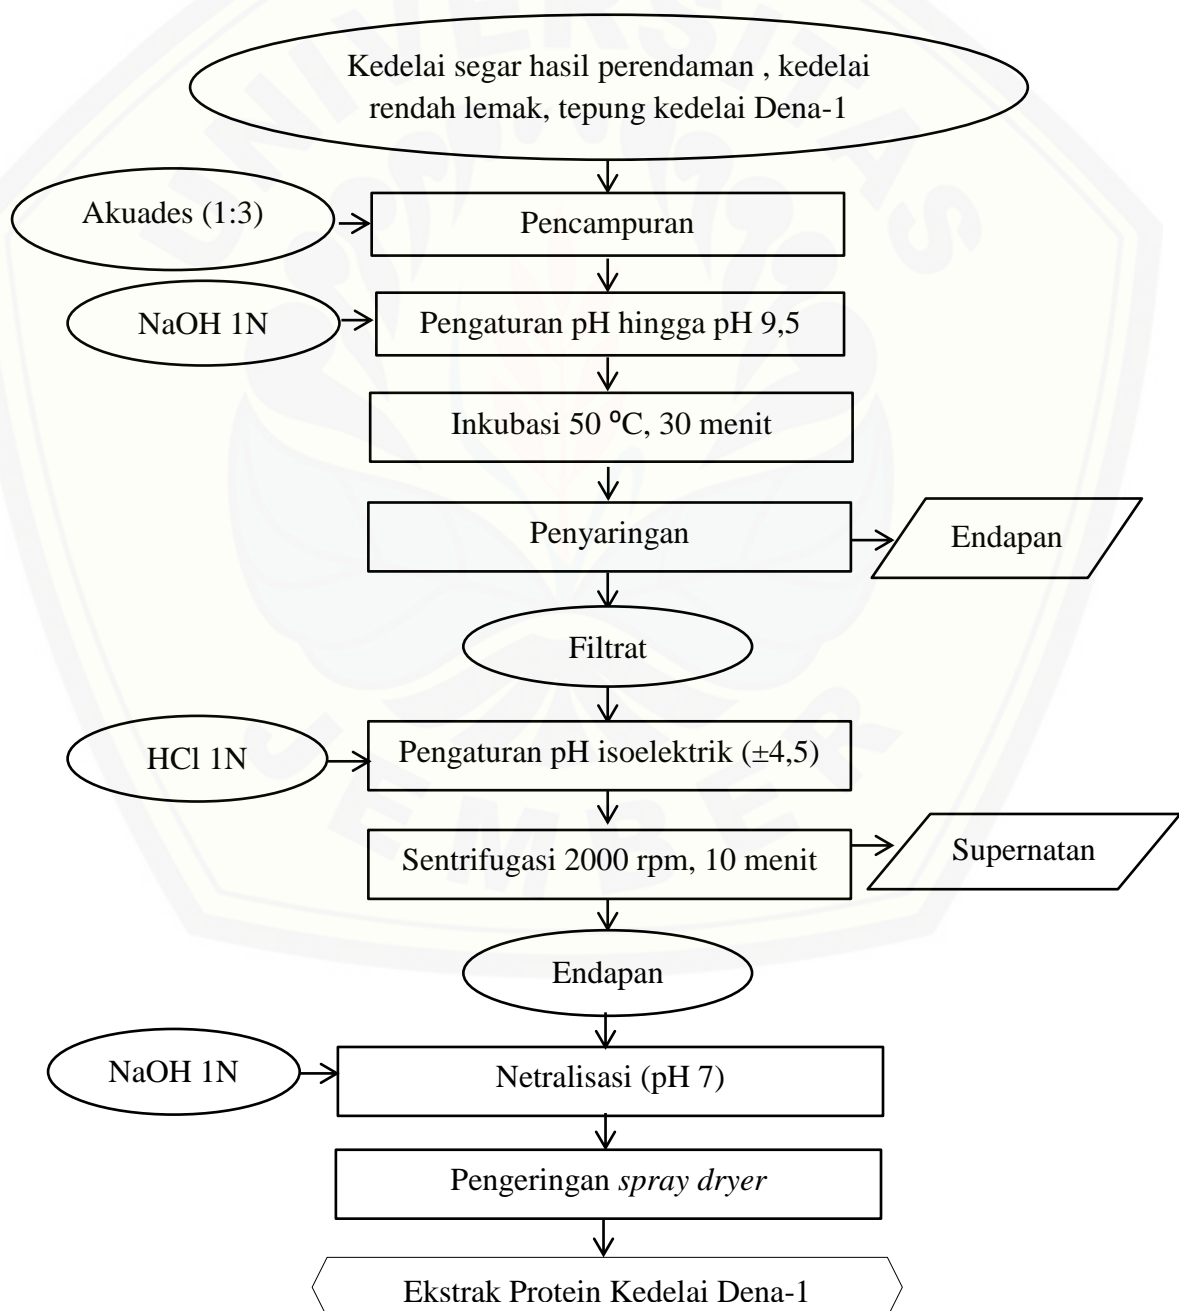 Kedelai segar hasil perendaman , kedelai
rendah lemak, tepung kedelai Dena-1
Akuades (1:3)
Pencampuran
NaOH 1N
Pengaturan pH hingga pH 9,5
Inkubasi 50 ⁰C, 30 menit
Penyaringan
Endapan
Filtrat
HCl 1N
Pengaturan pH isoelektrik (±4,5)
Sentrifugasi 2000 rpm, 10 menit
Supernatan
Endapan
NaOH 1N
Netralisasi (pH 7)
Pengeringan spray dryer
Ekstrak Protein Kedelai Dena-1
UNIVERSITAS
JEMBER